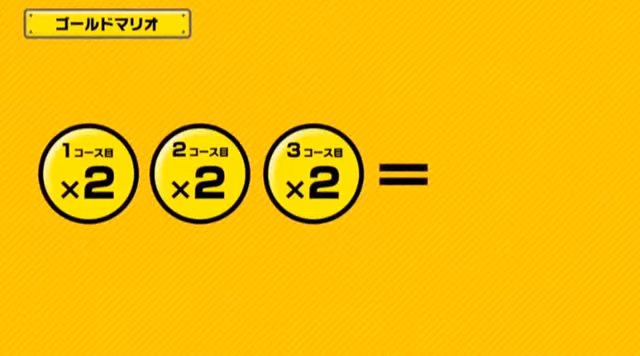 ゴールドマリオ
1コース目
×2
2コース目
×2
3コース目
×2
=